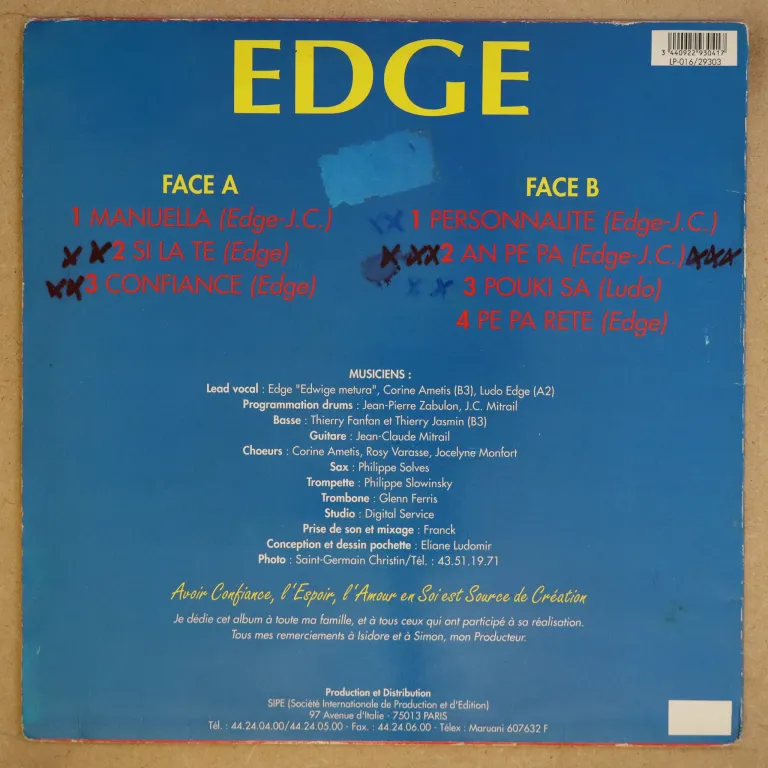 EDGE
3 440922 930417
LP-016/29303
FACE A
1 MANUELLA (Edge-J.C.)
2 SI LA TE (Edge)
3 CONFIANCE (Edge)
FACE B
1 PERSONNALITE (Edge-J.C.)
2 AN PE PA (Edge-J.C.)
3 POUKI SA (Ludo)
4 PE PA RETE (Edge)
MUSICIENS :
Lead vocal : Edge "Edwige metura", Corine Ametis (B3), Ludo Edge (A2)
Programmation drums : Jean-Pierre Zabulon, J.C. Mitrail
Basse : Thierry Fanfan et Thierry Jasmin (B3)
Guitare : Jean-Claude Mitrail
Choeurs : Corine Ametis, Rosy Varasse, Jocelyne Monfort
Sax : Philippe Solves
Trompette : Philippe Slowinsky
Trombone : Glenn Ferris
Studio : Digital Service
Prise de son et mixage : Franck
Conception et dessin pochette : Eliane Ludomir
Photo : Saint-Germain Christin/Tél. : 43.51.19.71
Avoir Confiance, l'Espoir, l'Amour en Soi est Source de Création
Je dédie cet album à toute ma famille, et à tous ceux qui ont participé à sa réalisation.
Tous mes remerciements à Isidore et à Simon, mon Producteur.
Production et Distribution
SIPE (Société Internationale de Production et d'Edition)
97 Avenue d'Italie - 75013 PARIS
Tél. : 44.24.04.00/44.24.05.00 - Fax. : 44.24.06.00 - Télex : Maruani 607632 F